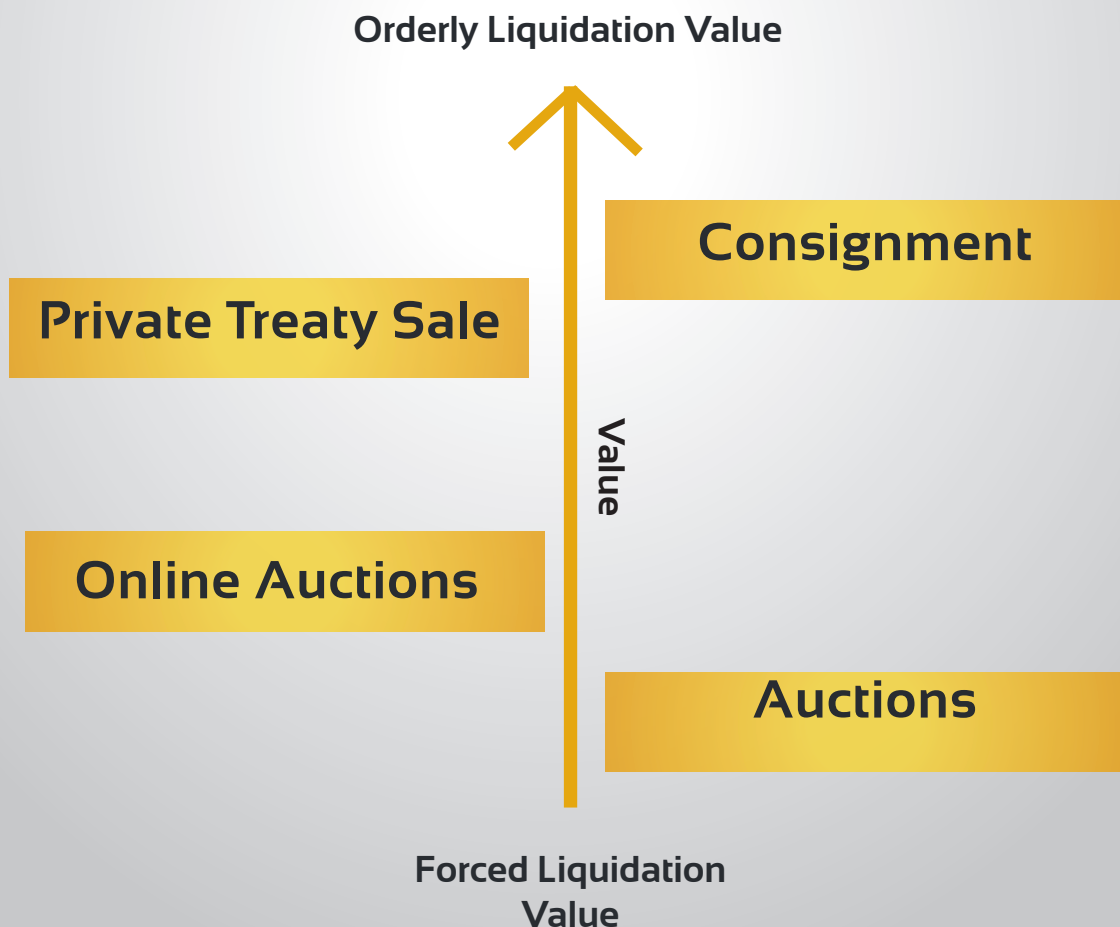 Orderly Liquidation Value
Consignment
Private Treaty Sale
Value
Online Auctions
Auctions
Forced Liquidation
Value